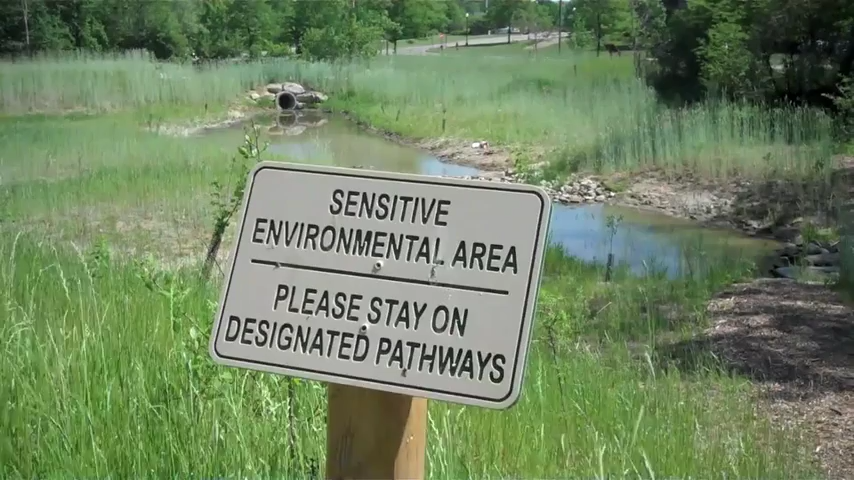 SENSITIVE
ENVIRONMENTAL AREA
PLEASE STAY ON
DESIGNATED PATHWAYS